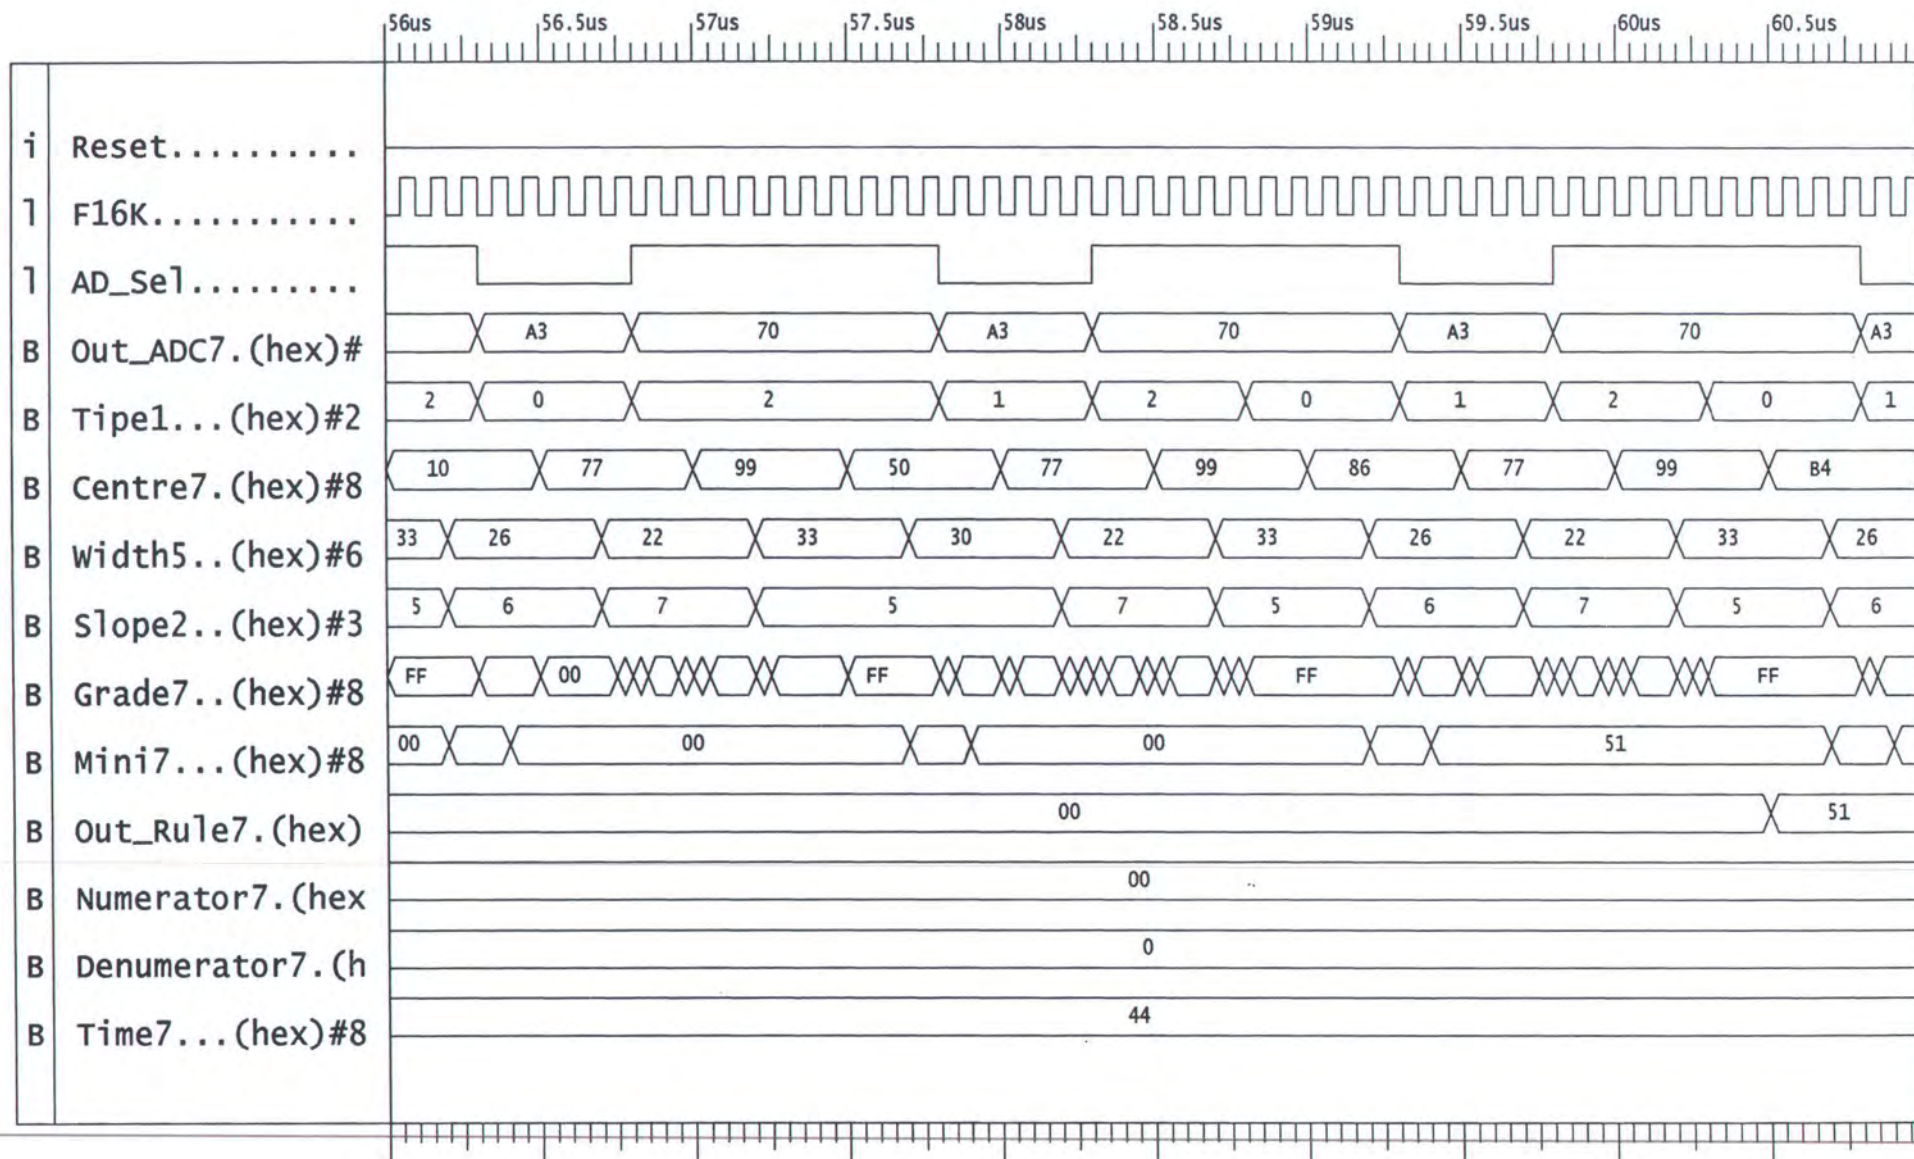 56us 56.5us 57us 57.5us 58us 58.5us 59us 59.5us 60us 60.5us
i Reset..........
l F16K...........
l AD_Sel.........
B Out_ADC7.(hex)# A3 70 A3 70 A3 70 A3
B Tipe1...(hex)#2 2 0 2 1 2 0 1 2 0 1
B Centre7.(hex)#8 10 77 99 50 77 99 86 77 99 B4
B Width5..(hex)#6 33 26 22 33 30 22 33 26 22 33 26
B Slope2..(hex)#3 5 6 7 5 7 5 6 7 5 6
B Grade7..(hex)#8 FF 00 FF FF FF
B Mini7...(hex)#8 00 00 00 51
B Out_Rule7.(hex) 00 51
B Numerator7.(hex 00
B Denumerator7.(h 0
B Time7...(hex)#8 44